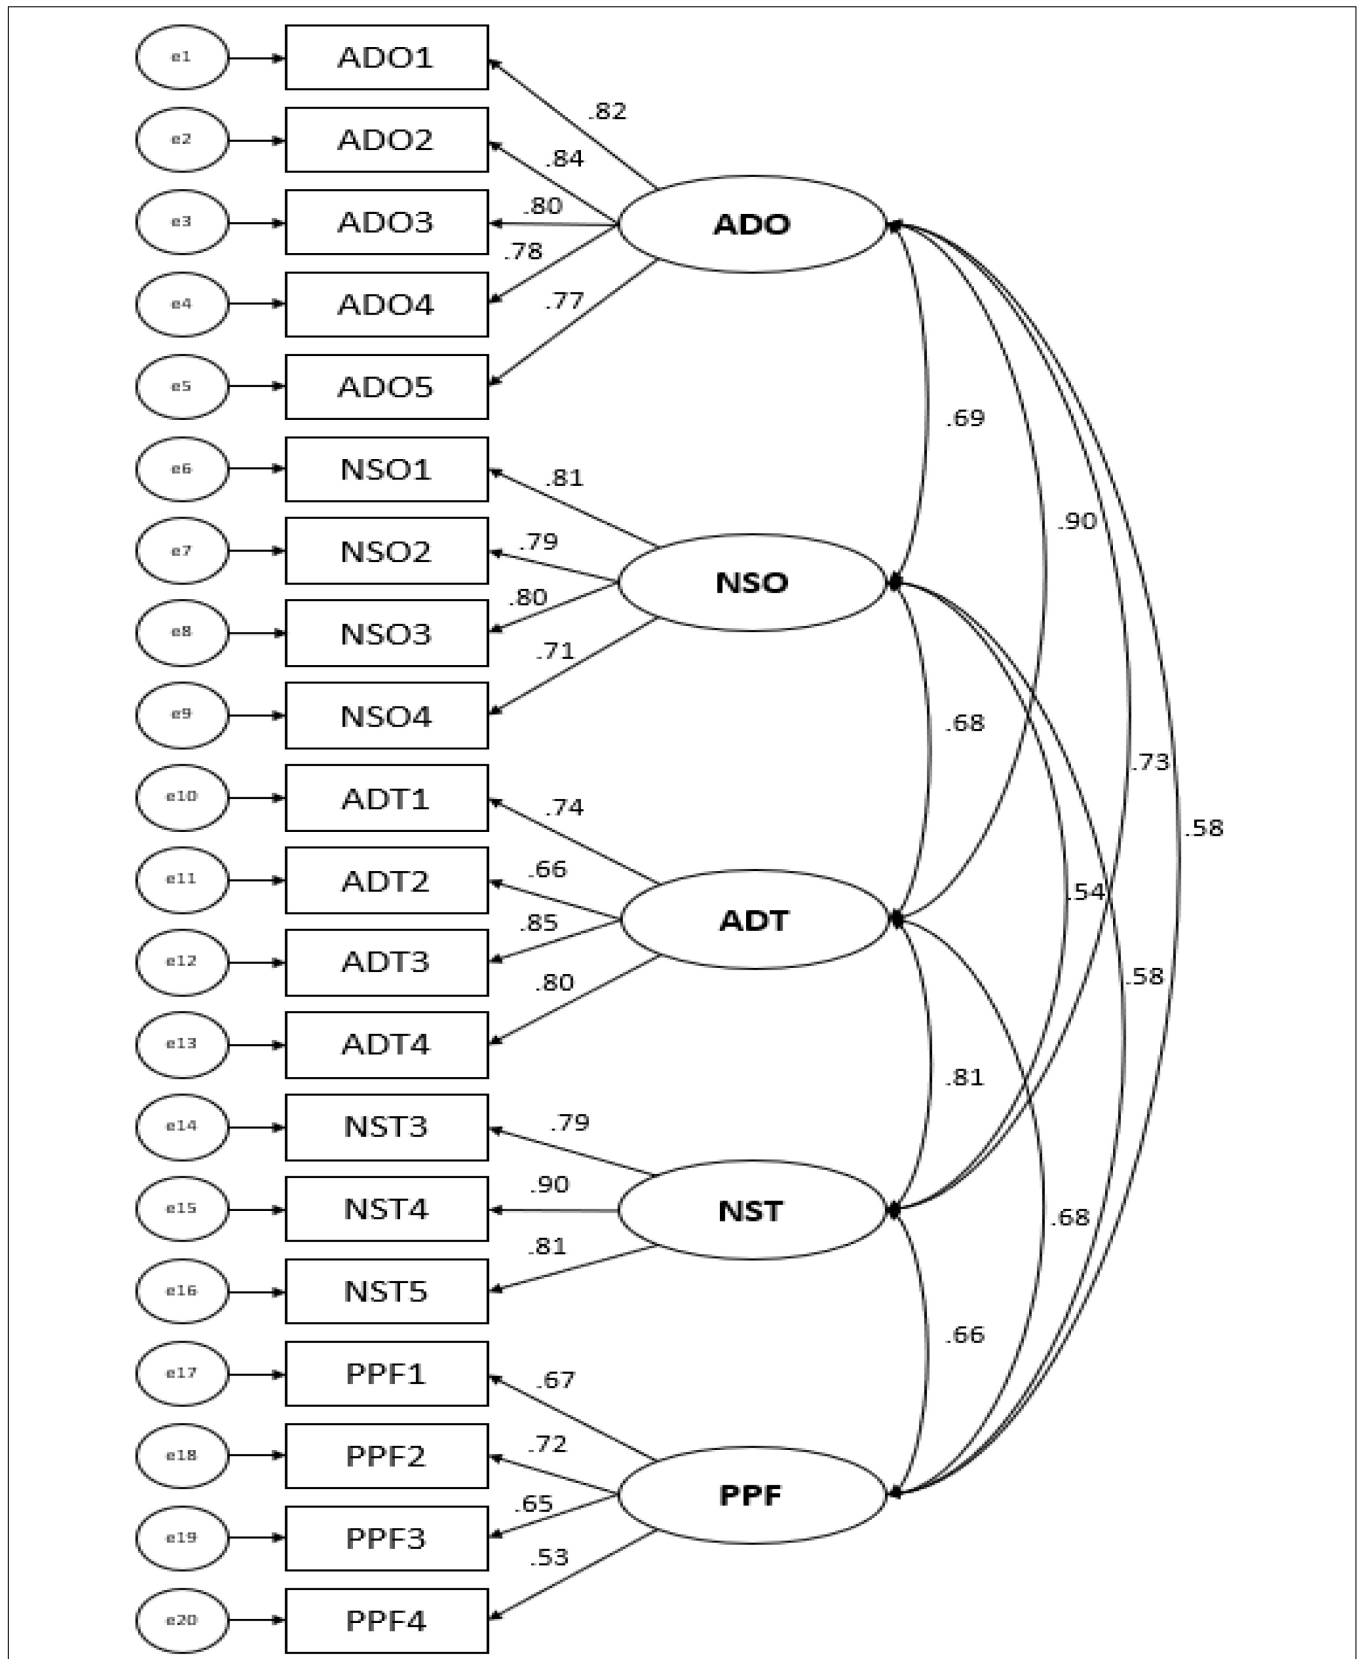 e1 ADO1
.82
e2 ADO2
.84
e3 ADO3
.80
ADO
.78
e4 ADO4
.77
e5 ADO5
.69
e6 NSO1
.81
.90
e7 NSO2
.79
NSO
.80
e8 NSO3
.71
e9 NSO4
.68
.73
e10 ADT1
.74
.58
e11 ADT2
.66
.54
ADT
.85
e12 ADT3
.58
.80
e13 ADT4
.81
e14 NST3
.79
.90
e15 NST4
NST
.68
.81
e16 NST5
.66
e17 PPF1
.67
e18 PPF2
.72
PPF
.65
e19 PPF3
.53
e20 PPF4